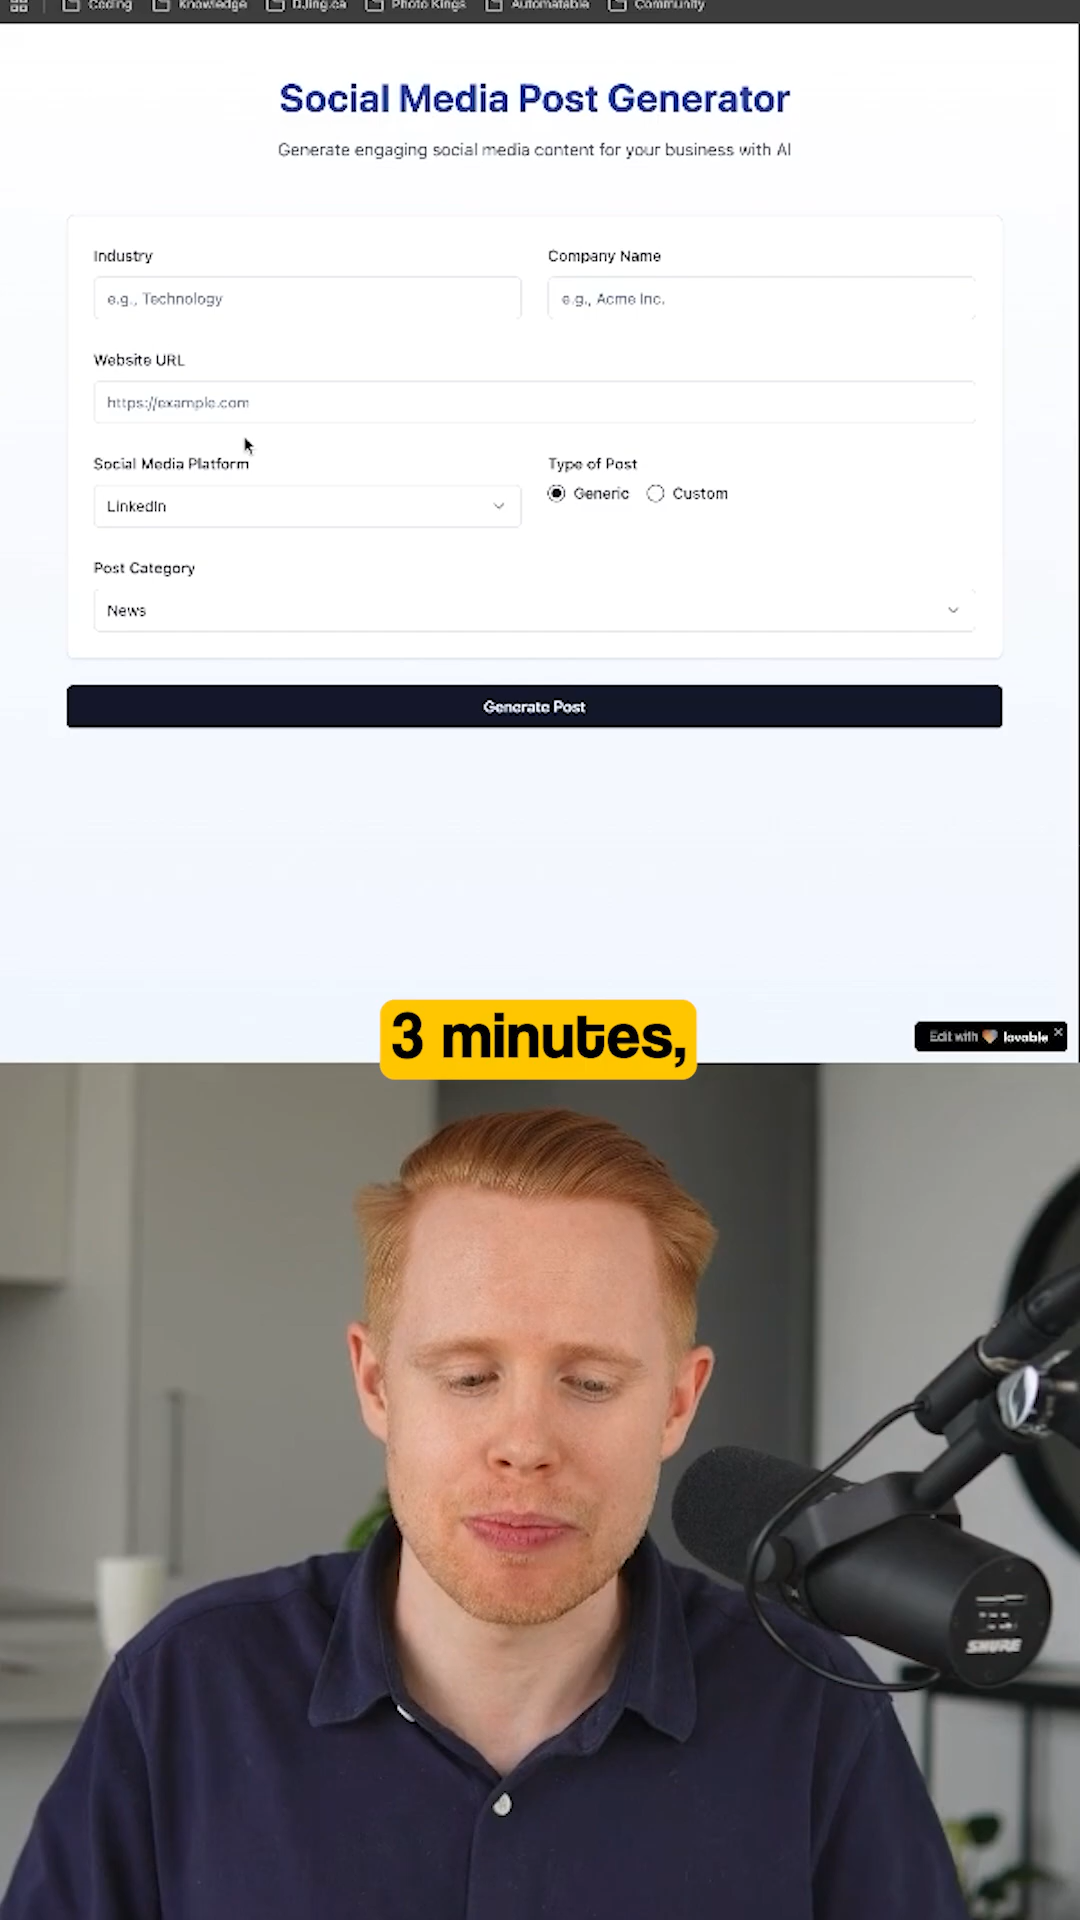 Coding Knowledge DJing.ca Photo Kings Automatable Community
Social Media Post Generator
Generate engaging social media content for your business with AI
Industry Company Name
e.g., Technology e.g., Acme Inc.
Website URL
https://example.com
Social Media Platform Type of Post
LinkedIn Generic Custom
Post Category
News
Generate Post
3 minutes,
Edit with lovable
SHURE